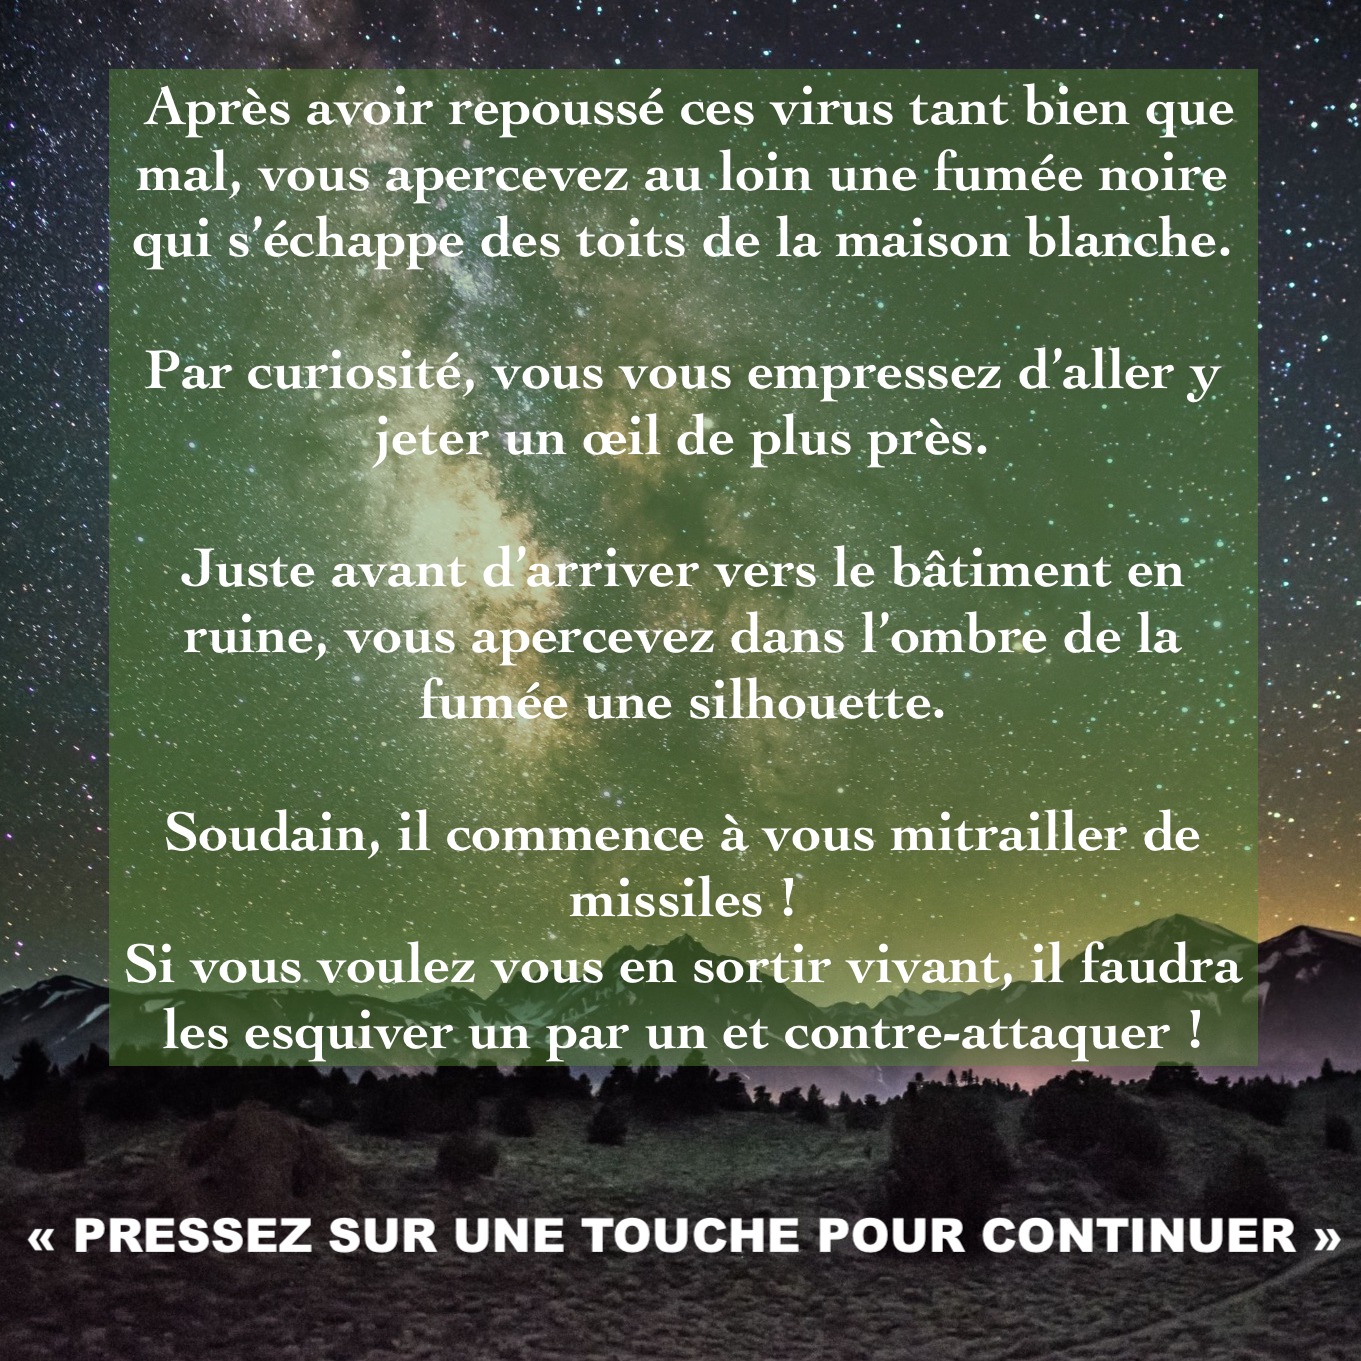 Après avoir repoussé ces virus tant bien que
mal, vous apercevez au loin une fumée noire
qui s’échappe des toits de la maison blanche.
Par curiosité, vous vous empressez d’aller y
jeter un œil de plus près.
Juste avant d’arriver vers le bâtiment en
ruine, vous apercevez dans l’ombre de la
fumée une silhouette.
Soudain, il commence à vous mitrailler de
missiles !
Si vous voulez vous en sortir vivant, il faudra
les esquiver un par un et contre-attaquer !
« PRESSEZ SUR UNE TOUCHE POUR CONTINUER »